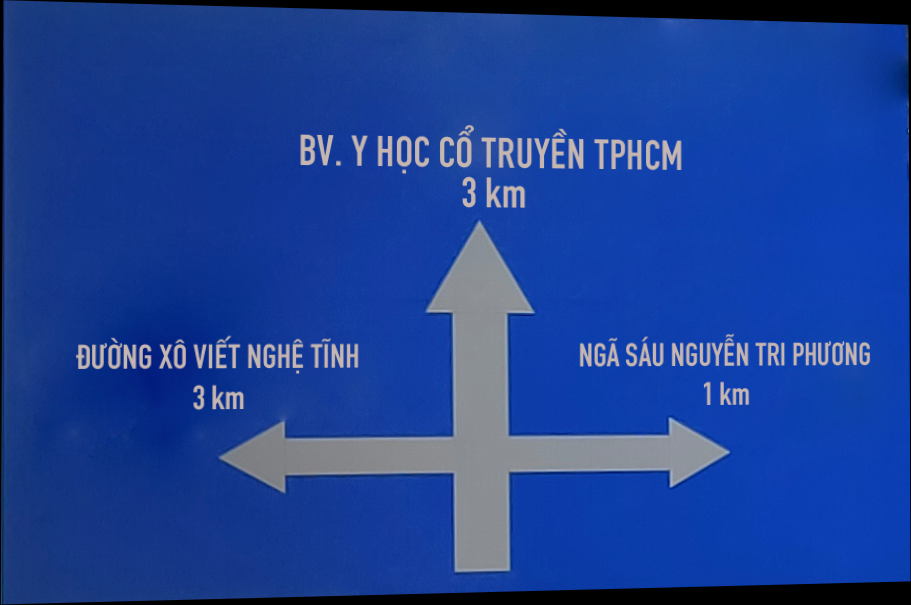 BV. Y HỌC CỔ TRUYỀN TPHCM
3 km
ĐƯỜNG XÔ VIẾT NGHỆ TĨNH
3 km
NGÃ SÁU NGUYỄN TRI PHƯƠNG
1 km